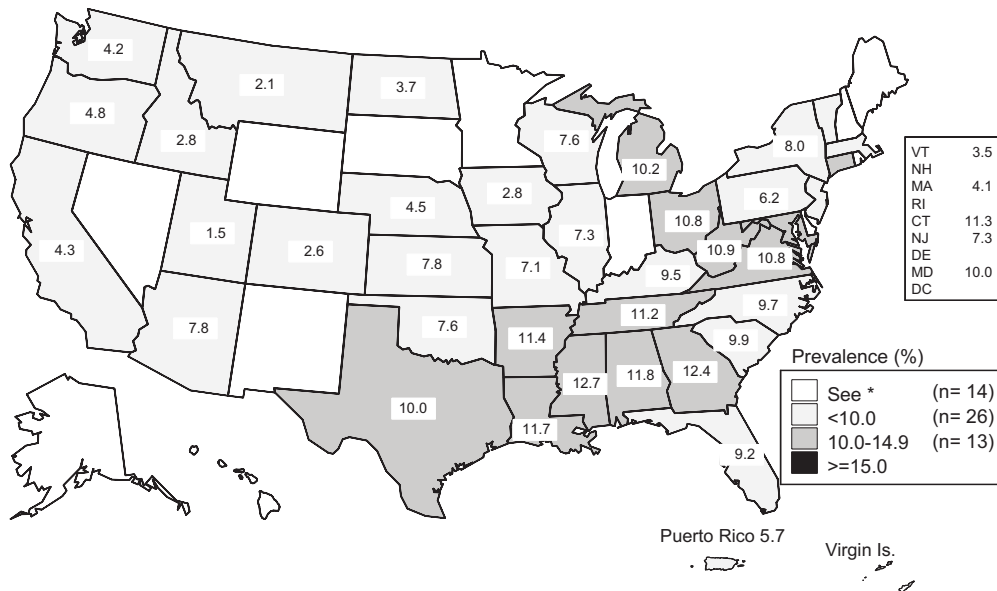 4.2
2.1
3.7
4.8
2.8
7.6
10.2
8.0
4.5
2.8
6.2
10.8
1.5
2.6
7.3
10.9
10.8
4.3
7.8
7.1
9.5
7.8
7.6
11.2
9.7
11.4
9.9
12.7
11.8
12.4
10.0
11.7
9.2
VT 3.5
NH
MA 4.1
RI
CT 11.3
NJ 7.3
DE
MD 10.0
DC
Prevalence (%)
See * (n= 14)
<10.0 (n= 26)
10.0-14.9 (n= 13)
>=15.0
Puerto Rico 5.7
Virgin Is.